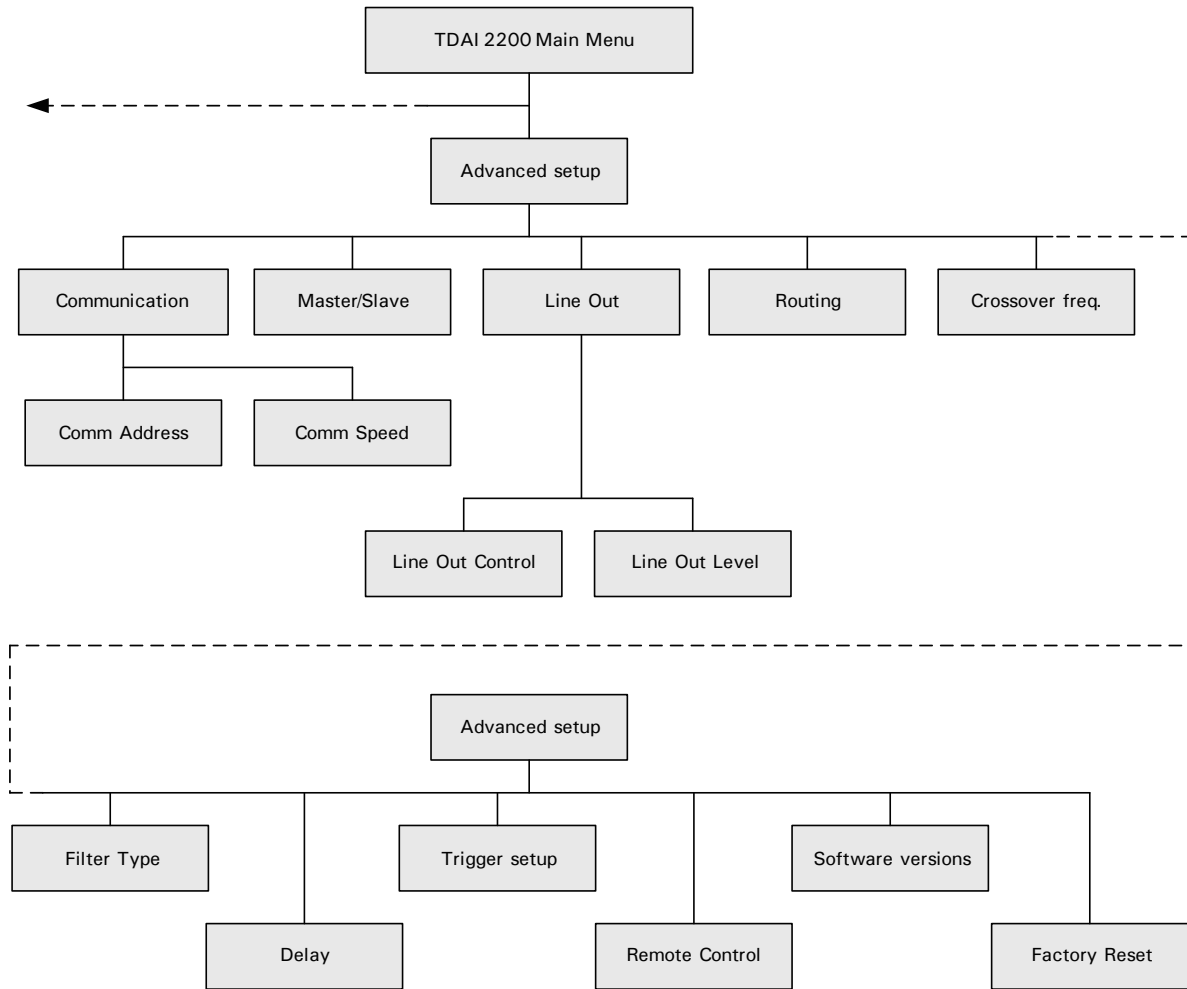 TDAI 2200 Main Menu
Advanced setup
Communication
Master/Slave
Line Out
Routing
Crossover freq.
Comm Address
Comm Speed
Line Out Control
Line Out Level
Advanced setup
Filter Type
Trigger setup
Software versions
Delay
Remote Control
Factory Reset